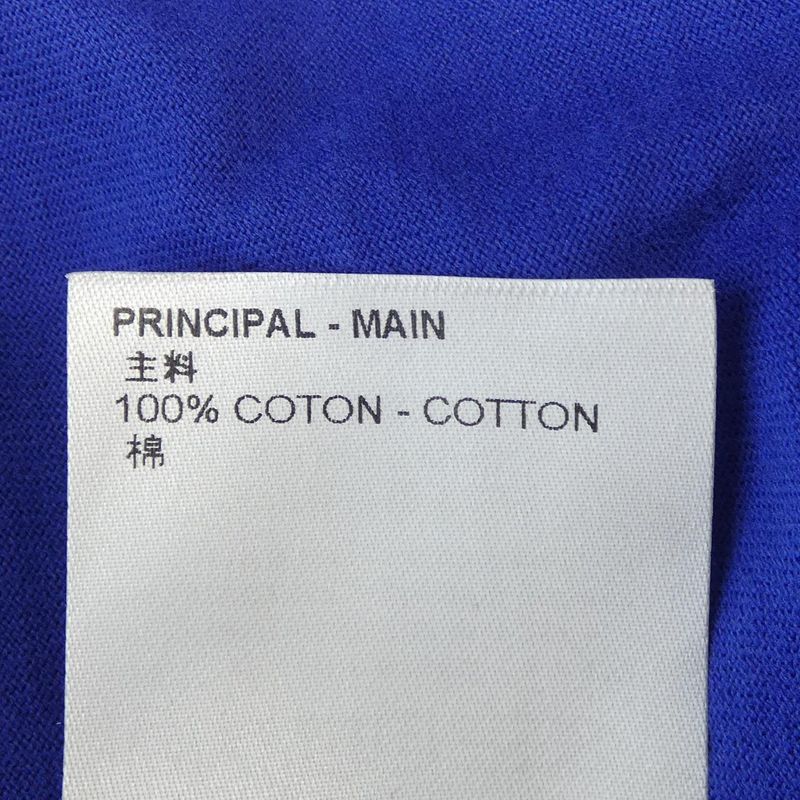 PRINCIPAL - MAIN
主料
100% COTON - COTTON
棉